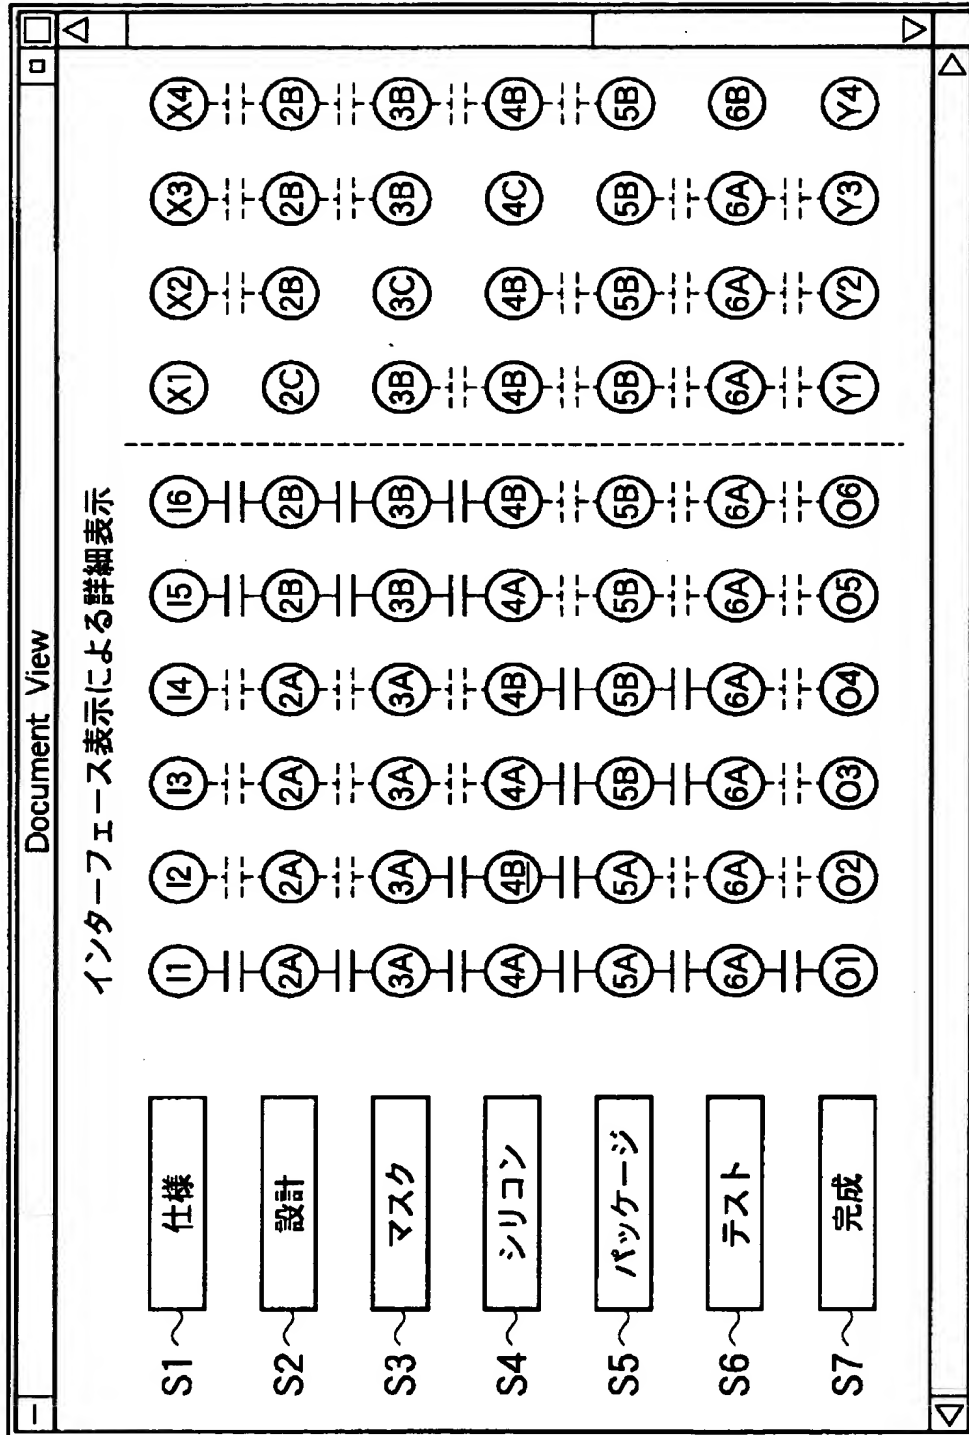 Document View
インターフェース表示による詳細表示
S1 仕様 I1 I2 I3 I4 I5 I6 X1 X2 X3 X4
S2 設計 2A 2A 2A 2A 2B 2B 2C 2B 2B 2B
S3 マスク 3A 3A 3A 3A 3B 3B 3B 3C 3B 3B
S4 シリコン 4A 4B 4A 4B 4A 4B 4B 4B 4C 4B
S5 パッケージ 5A 5A 5B 5B 5B 5B 5B 5B 5B 5B
S6 テスト 6A 6A 6A 6A 6A 6A 6A 6A 6A 6B
S7 完成 O1 O2 O3 O4 O5 O6 Y1 Y2 Y3 Y4